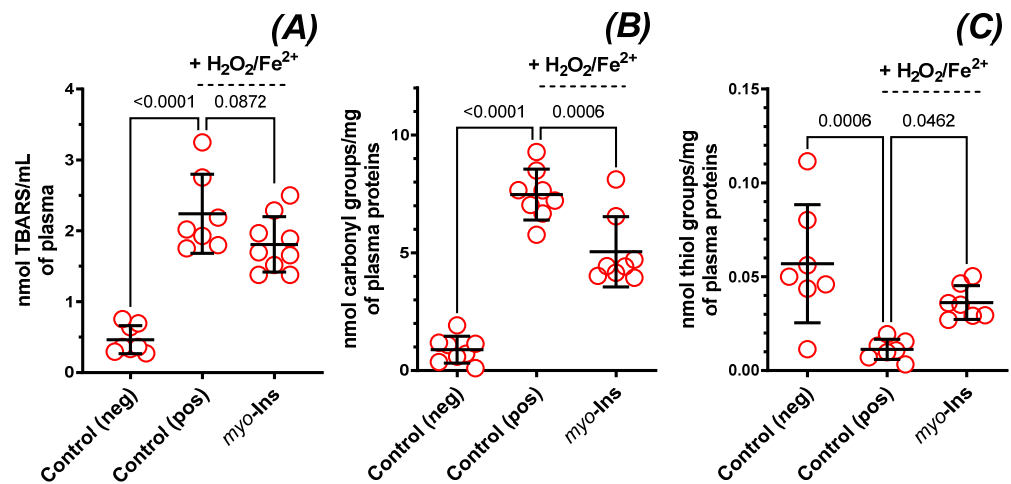 (A)
+ H₂O₂/Fe²⁺
<0.0001 0.0872
nmol TBARS/mL
of plasma
4
3
2
1
0
Control (neg)
Control (pos)
myo-Ins
(B)
+ H₂O₂/Fe²⁺
<0.0001 0.0006
nmol carbonyl groups/mg
of plasma proteins
10
5
0
Control (neg)
Control (pos)
myo-Ins
(C)
+ H₂O₂/Fe²⁺
0.0006 0.0462
nmol thiol groups/mg
of plasma proteins
0.15
0.10
0.05
0.00
Control (neg)
Control (pos)
myo-Ins